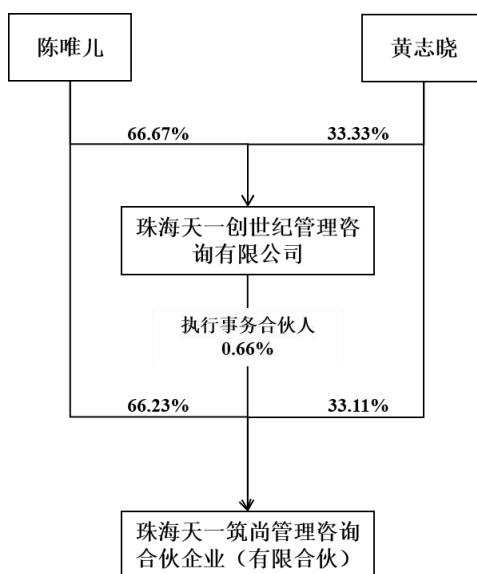 陈唯儿
黄志晓
66.67%
33.33%
珠海天一创世纪管理咨
询有限公司
执行事务合伙人
0.66%
66.23%
33.11%
珠海天一筑尚管理咨询
合伙企业（有限合伙）